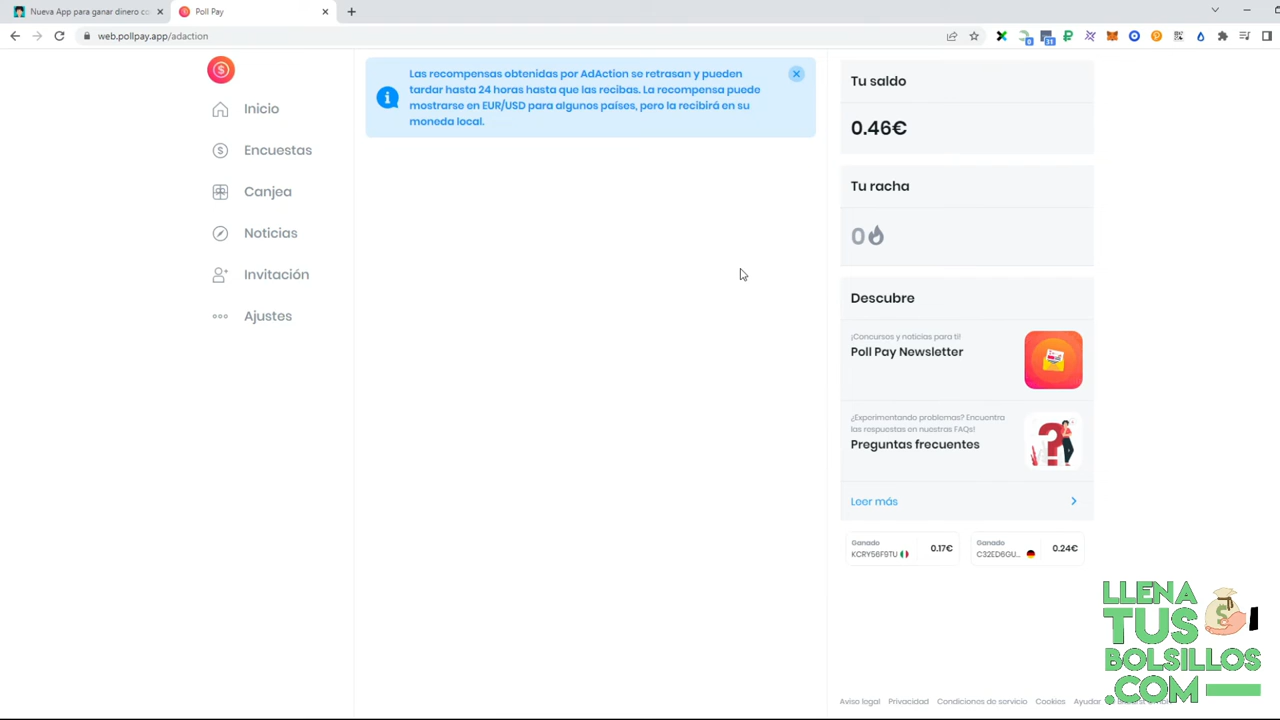 Nueva App para ganar dinero co
Poll Pay
web.pollpay.app/adaction
8
31
Inicio
Encuestas
Canjea
Noticias
Invitación
Ajustes
Las recompensas obtenidas por AdAction se retrasan y pueden
tardar hasta 24 horas hasta que las recibas. La recompensa puede
mostrarse en EUR/USD para algunos países, pero la recibirá en su
moneda local.
Tu saldo
0.46€
Tu racha
0
Descubre
¡Concursos y noticias para ti!
Poll Pay Newsletter
¿Experimentando problemas? Encuentra
las respuestas en nuestras FAQs!
Preguntas frecuentes
Leer más
Ganado
KCRY56F9TU
0.17€
Ganado
C32ED6GU...
0.24€
LLENA
TUS
BOLSILLOS
.COM
Aviso legal Privacidad Condiciones de servicio Cookies Ayudar